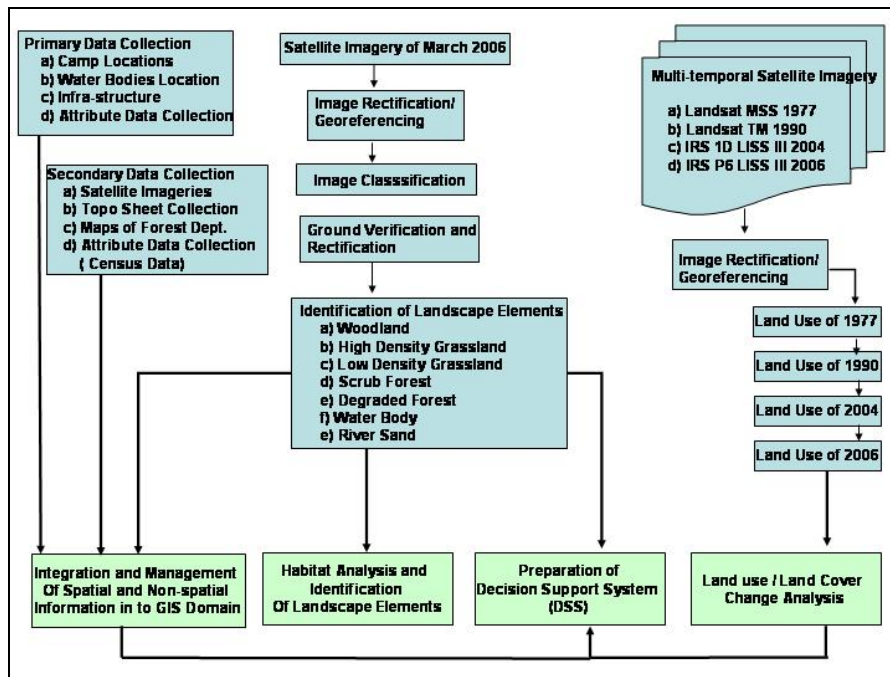 Primary Data Collection
a) Camp Locations
b) Water Bodies Location
c) Infra-structure
d) Attribute Data Collection
Secondary Data Collection
a) Satellite Imageries
b) Topo Sheet Collection
c) Maps of Forest Dept.
d) Attribute Data Collection
( Census Data)
Satellite Imagery of March 2006
Image Rectification/
Georeferencing
Image Classsification
Ground Verification and
Rectification
Identification of Landscape Elements
a) Woodland
b) High Density Grassland
c) Low Density Grassland
d) Scrub Forest
e) Degraded Forest
f) Water Body
e) River Sand
Multi-temporal Satellite Imagery
a) Landsat MSS 1977
b) Landsat TM 1990
c) IRS 1D LISS III 2004
d) IRS P6 LISS III 2006
Image Rectification/
Georeferencing
Land Use of 1977
Land Use of 1990
Land Use of 2004
Land Use of 2006
Integration and Management
Of Spatial and Non-spatial
Information in to GIS Domain
Habitat Analysis and
Identification
Of Landscape Elements
Preparation of
Decision Support System
(DSS)
Land use / Land Cover
Change Analysis